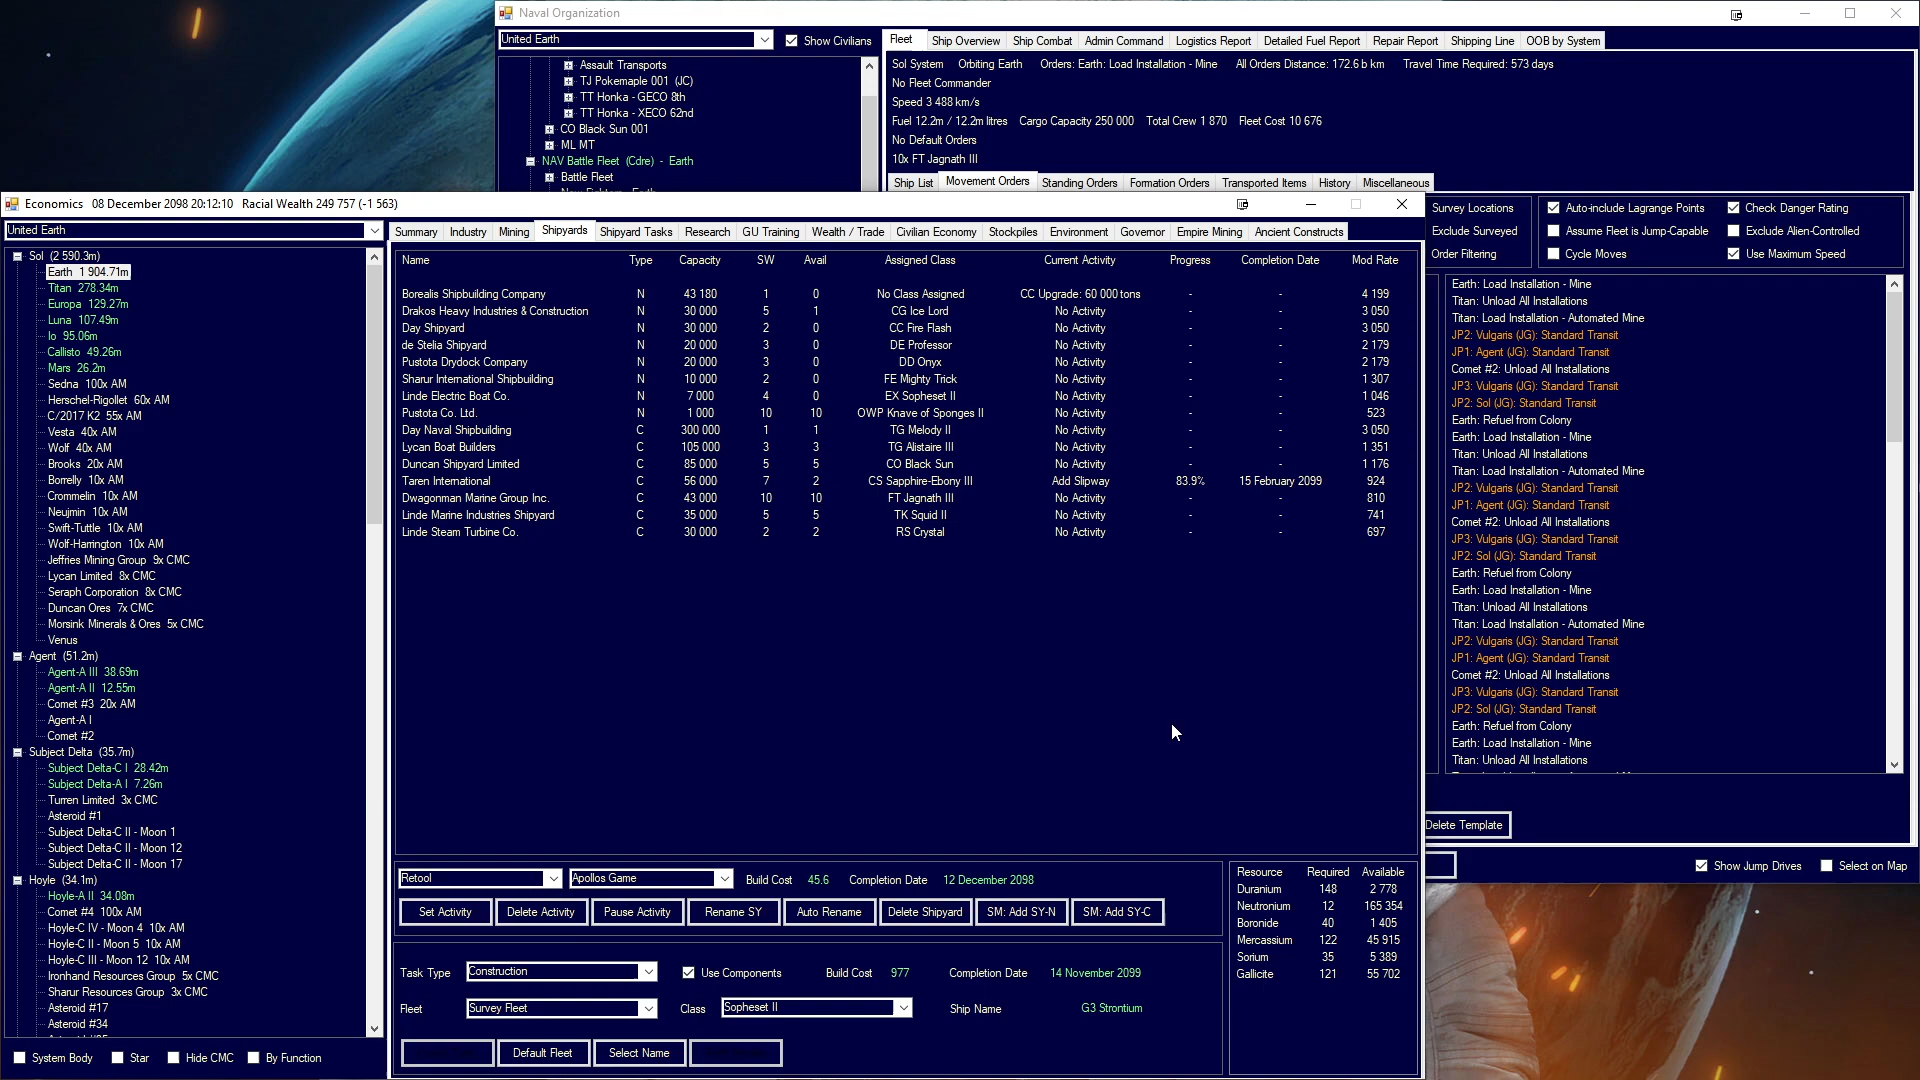 Naval Organization
United Earth
Show Civilians
Fleet Ship Overview Ship Combat Admin Command Logistics Report Detailed Fuel Report Repair Report Shipping Line OOB by System
Assault Transports
TJ Pokemaple 001 (JC)
TT Honka - GECO 8th
TT Honka - XECO 62nd
CO Black Sun 001
ML MT
NAV Battle Fleet (Cdre) - Earth
Battle Fleet
Sol System Orbiting Earth Orders: Earth: Load Installation - Mine All Orders Distance: 172.6 b km Travel Time Required: 573 days
No Fleet Commander
Speed 3 488 km/s
Fuel 12.2m / 12.2m litres Cargo Capacity 250 000 Total Crew 1 870 Fleet Cost 10 676
No Default Orders
10x FT Jagnath III
Ship List Movement Orders Standing Orders Formation Orders Transported Items History Miscellaneous
Economics 08 December 2098 20:12:10 Racial Wealth 249 757 (-1 563)
United Earth
Summary Industry Mining Shipyards Shipyard Tasks Research GU Training Wealth / Trade Civilian Economy Stockpiles Environment Governor Empire Mining Ancient Constructs
Sol (2 590.3m)
Earth 1 904.71m
Titan 278.34m
Europa 129.27m
Luna 107.49m
Io 95.06m
Callisto 49.26m
Mars 26.2m
Sedna 100x AM
Herschel-Rigollet 60x AM
C/2017 K2 55x AM
Vesta 40x AM
Wolf 40x AM
Brooks 20x AM
Borrelly 10x AM
Crommelin 10x AM
Neujmin 10x AM
Swift-Tuttle 10x AM
Wolf-Harrington 10x AM
Jeffries Mining Group 9x CMC
Lycan Limited 8x CMC
Seraph Corporation 8x CMC
Duncan Ores 7x CMC
Morsink Minerals & Ores 5x CMC
Venus
Agent (51.2m)
Agent-A III 38.69m
Agent-A II 12.55m
Comet #3 20x AM
Agent-A I
Comet #2
Subject Delta (35.7m)
Subject Delta-C I 28.42m
Subject Delta-A I 7.26m
Turren Limited 3x CMC
Asteroid #1
Subject Delta-C II - Moon 1
Subject Delta-C II - Moon 12
Subject Delta-C II - Moon 17
Hoyle (34.1m)
Hoyle-A II 34.08m
Comet #4 100x AM
Hoyle-C IV - Moon 4 10x AM
Hoyle-C II - Moon 5 10x AM
Hoyle-C III - Moon 12 10x AM
Ironhand Resources Group 5x CMC
Sharur Resources Group 3x CMC
Asteroid #17
Asteroid #34
System Body Star Hide CMC By Function
Name Type Capacity SW Avail Assigned Class Current Activity Progress Completion Date Mod Rate
Borealis Shipbuilding Company N 43 180 1 0 No Class Assigned CC Upgrade: 60 000 tons - - 4 199
Drakos Heavy Industries & Construction N 30 000 5 1 CG Ice Lord No Activity - - 3 050
Day Shipyard N 30 000 2 0 CC Fire Flash No Activity - - 3 050
de Stelia Shipyard N 20 000 3 0 DE Professor No Activity - - 2 179
Pustota Drydock Company N 20 000 3 0 DD Onyx No Activity - - 2 179
Sharur International Shipbuilding N 10 000 2 0 FE Mighty Trick No Activity - - 1 307
Linde Electric Boat Co. N 7 000 4 0 EX Sopheset II No Activity - - 1 046
Pustota Co. Ltd. N 1 000 10 10 OWP Knave of Sponges II No Activity - - 523
Day Naval Shipbuilding C 300 000 1 1 TG Melody II No Activity - - 3 050
Lycan Boat Builders C 105 000 3 3 TG Alistaire III No Activity - - 1 351
Duncan Shipyard Limited C 85 000 5 5 CO Black Sun No Activity - - 1 176
Taren International C 56 000 7 2 CS Sapphire-Ebony III Add Slipway 83.9% 15 February 2099 924
Dwagonman Marine Group Inc. C 43 000 10 10 FT Jagnath III No Activity - - 810
Linde Marine Industries Shipyard C 35 000 5 5 TK Squid II No Activity - - 741
Linde Steam Turbine Co. C 30 000 2 2 RS Crystal No Activity - - 697
Retool Apollos Game Build Cost 45.6 Completion Date 12 December 2098
Set Activity Delete Activity Pause Activity Rename SY Auto Rename Delete Shipyard SM: Add SY-N SM: Add SY-C
Task Type Construction Use Components Build Cost 977 Completion Date 14 November 2099
Fleet Survey Fleet Class Sopheset II Ship Name G3 Strontium
Default Fleet Select Name
Resource Required Available
Duranium 148 2 778
Neutronium 12 165 354
Boronide 40 1 405
Mercassium 122 45 915
Sorium 35 5 389
Gallicite 121 55 702
Survey Locations Auto-include Lagrange Points Check Danger Rating
Exclude Surveyed Assume Fleet is Jump-Capable Exclude Alien-Controlled
Order Filtering Cycle Moves Use Maximum Speed
Earth: Load Installation - Mine
Titan: Unload All Installations
Titan: Load Installation - Automated Mine
JP2: Vulgaris (JG): Standard Transit
JP1: Agent (JG): Standard Transit
Comet #2: Unload All Installations
JP3: Vulgaris (JG): Standard Transit
JP2: Sol (JG): Standard Transit
Earth: Refuel from Colony
Earth: Load Installation - Mine
Titan: Unload All Installations
Titan: Load Installation - Automated Mine
JP2: Vulgaris (JG): Standard Transit
JP1: Agent (JG): Standard Transit
Comet #2: Unload All Installations
JP3: Vulgaris (JG): Standard Transit
JP2: Sol (JG): Standard Transit
Earth: Refuel from Colony
Earth: Load Installation - Mine
Titan: Unload All Installations
Titan: Load Installation - Automated Mine
JP2: Vulgaris (JG): Standard Transit
JP1: Agent (JG): Standard Transit
Comet #2: Unload All Installations
JP3: Vulgaris (JG): Standard Transit
JP2: Sol (JG): Standard Transit
Earth: Refuel from Colony
Earth: Load Installation - Mine
Titan: Unload All Installations
Delete Template
Show Jump Drives Select on Map